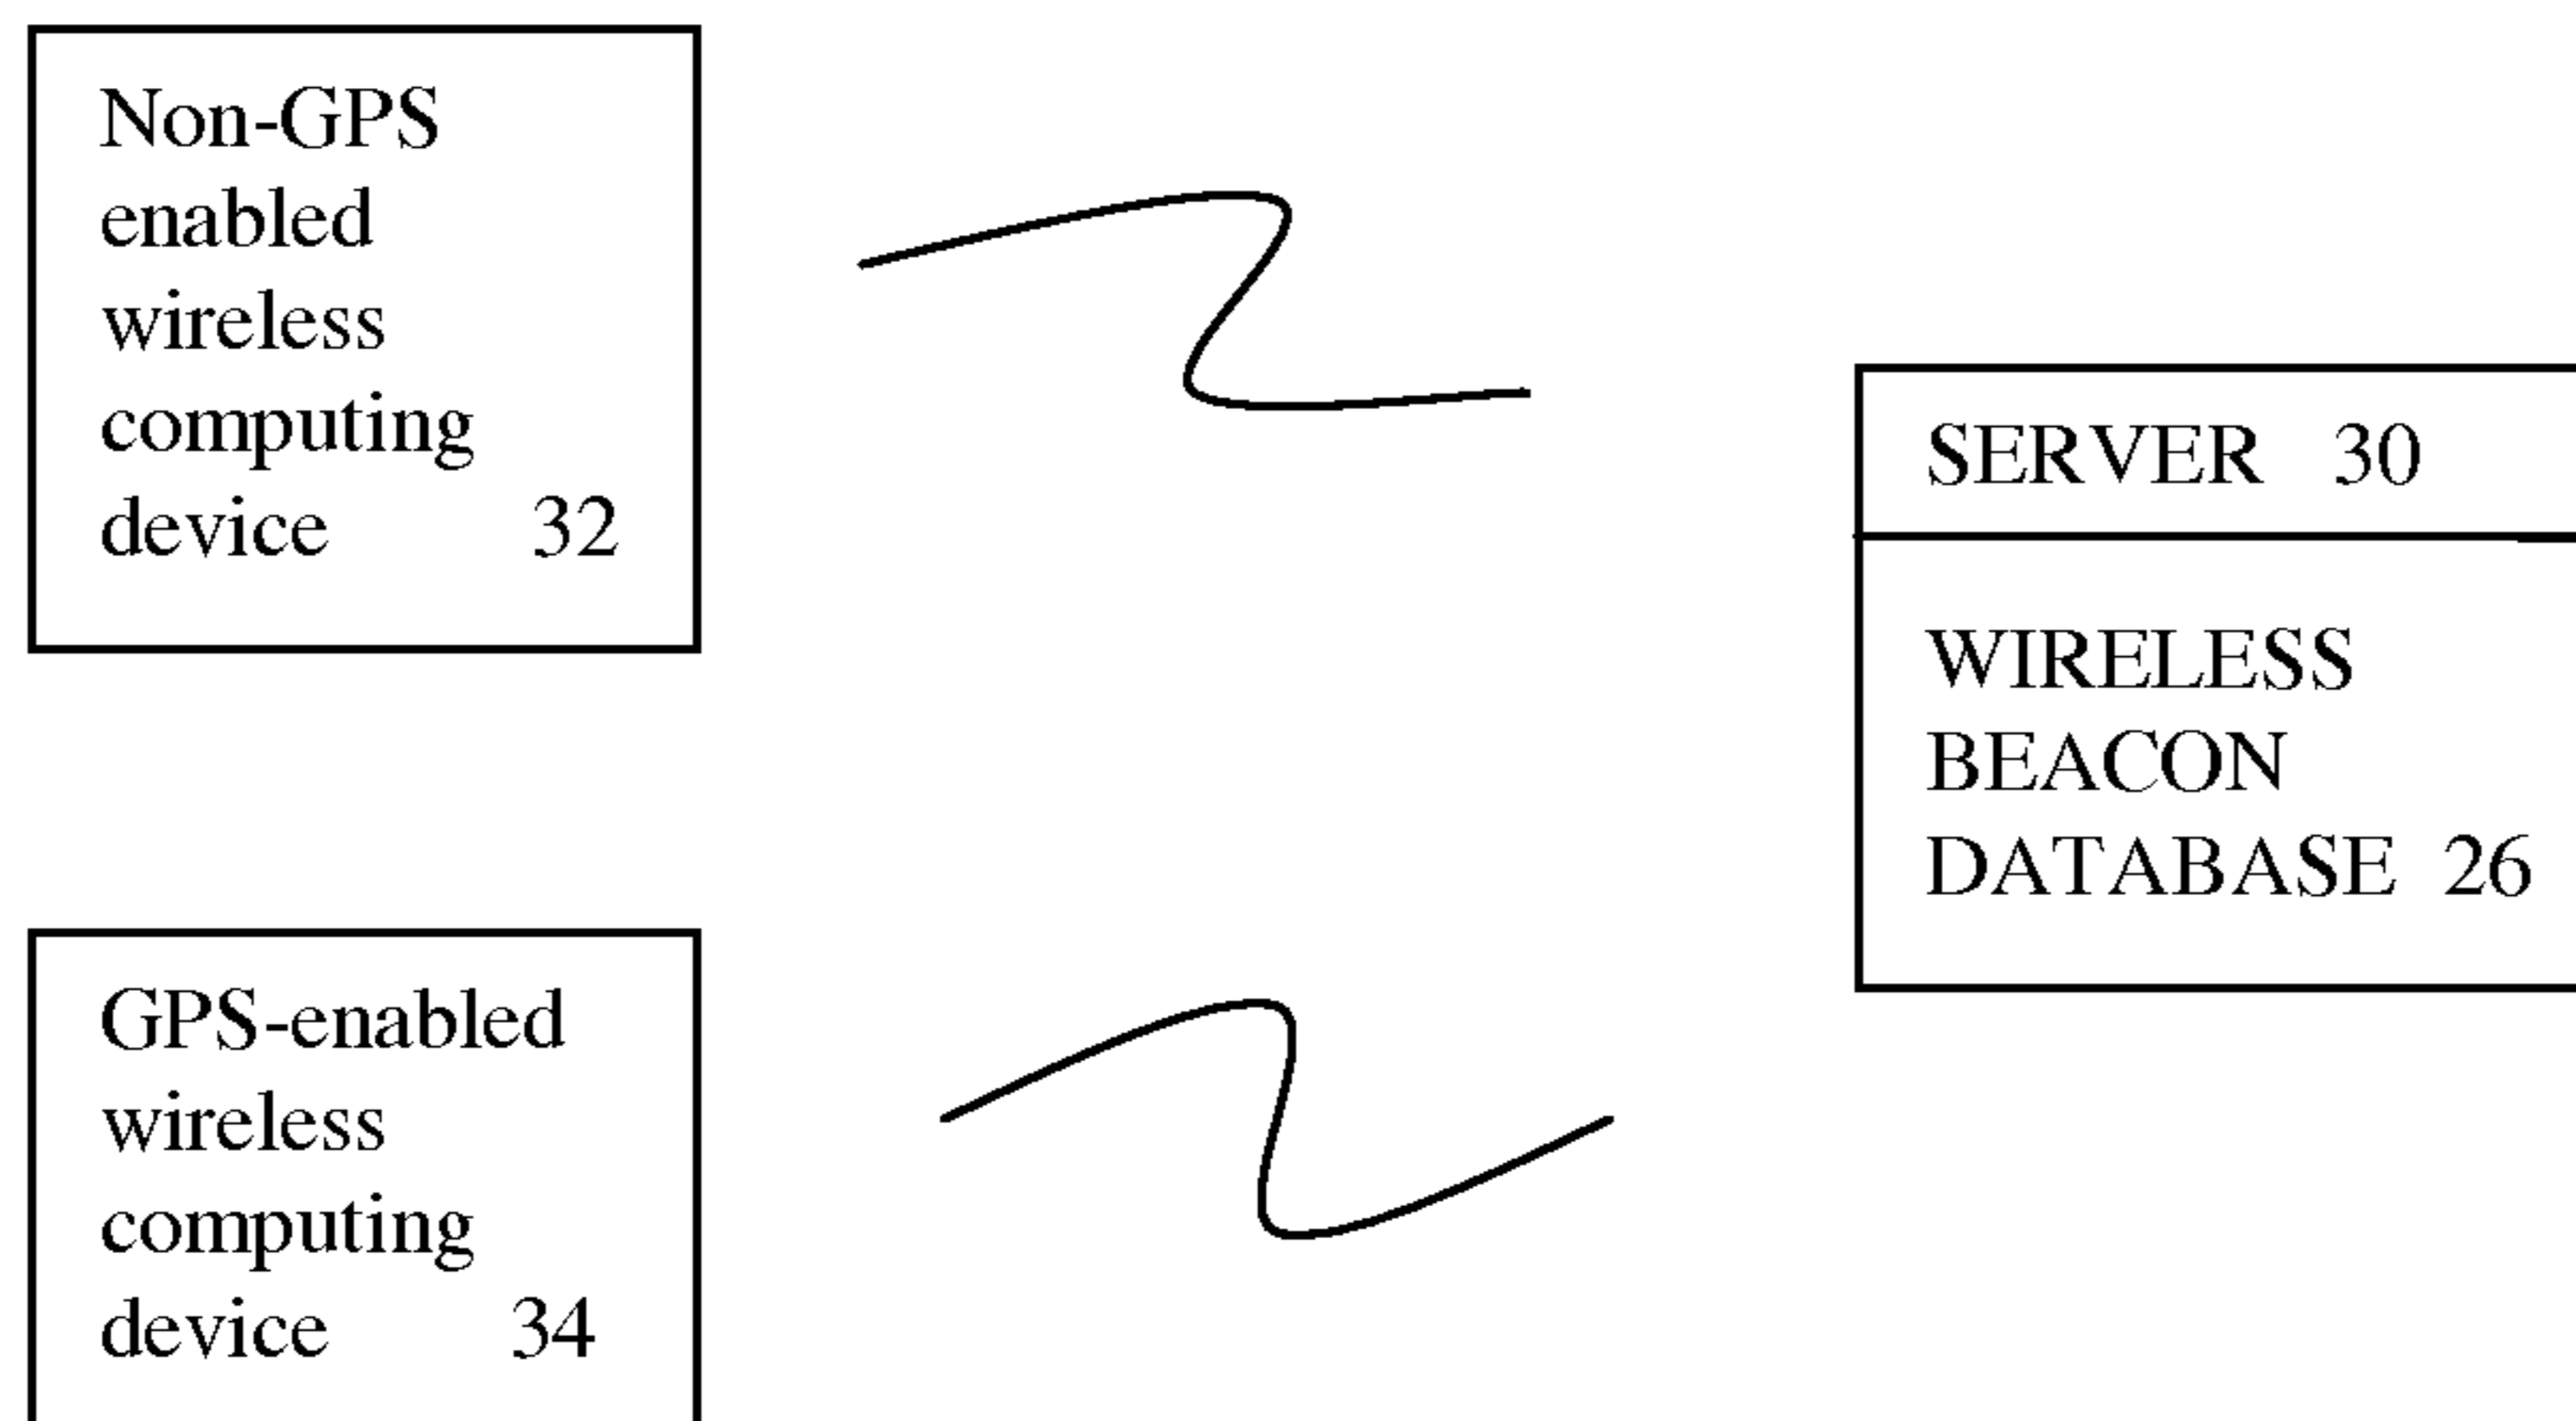 Non-GPS
enabled
wireless
computing
device 32
SERVER 30
WIRELESS
BEACON
DATABASE 26
GPS-enabled
wireless
computing
device 34